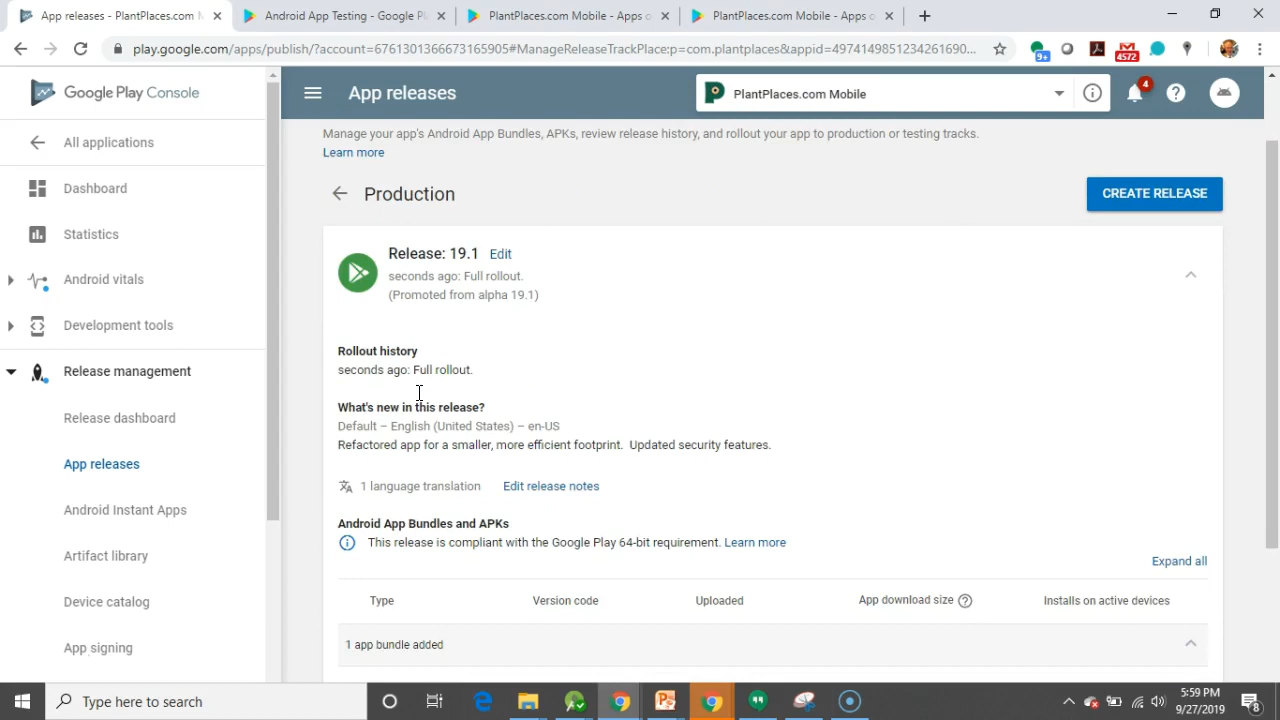 App releases - PlantPlaces.com M
Android App Testing - Google Pl
PlantPlaces.com Mobile - Apps o
PlantPlaces.com Mobile - Apps o
play.google.com/apps/publish/?account=6761301366673165905#ManageReleaseTrackPlace:p=com.plantplaces&appid=4974149851234261690...
9+
4572
Google Play Console
App releases
PlantPlaces.com Mobile
4
All applications
Dashboard
Statistics
Android vitals
Development tools
Release management
Release dashboard
App releases
Android Instant Apps
Artifact library
Device catalog
App signing
Manage your app's Android App Bundles, APKs, review release history, and rollout your app to production or testing tracks.
Learn more
Production
CREATE RELEASE
Release: 19.1 Edit
seconds ago: Full rollout.
(Promoted from alpha 19.1)
Rollout history
seconds ago: Full rollout.
What's new in this release?
Default – English (United States) – en-US
Refactored app for a smaller, more efficient footprint. Updated security features.
1 language translation Edit release notes
Android App Bundles and APKs
This release is compliant with the Google Play 64-bit requirement. Learn more
Expand all
Type Version code Uploaded App download size Installs on active devices
1 app bundle added
Type here to search
5:59 PM
9/27/2019
8